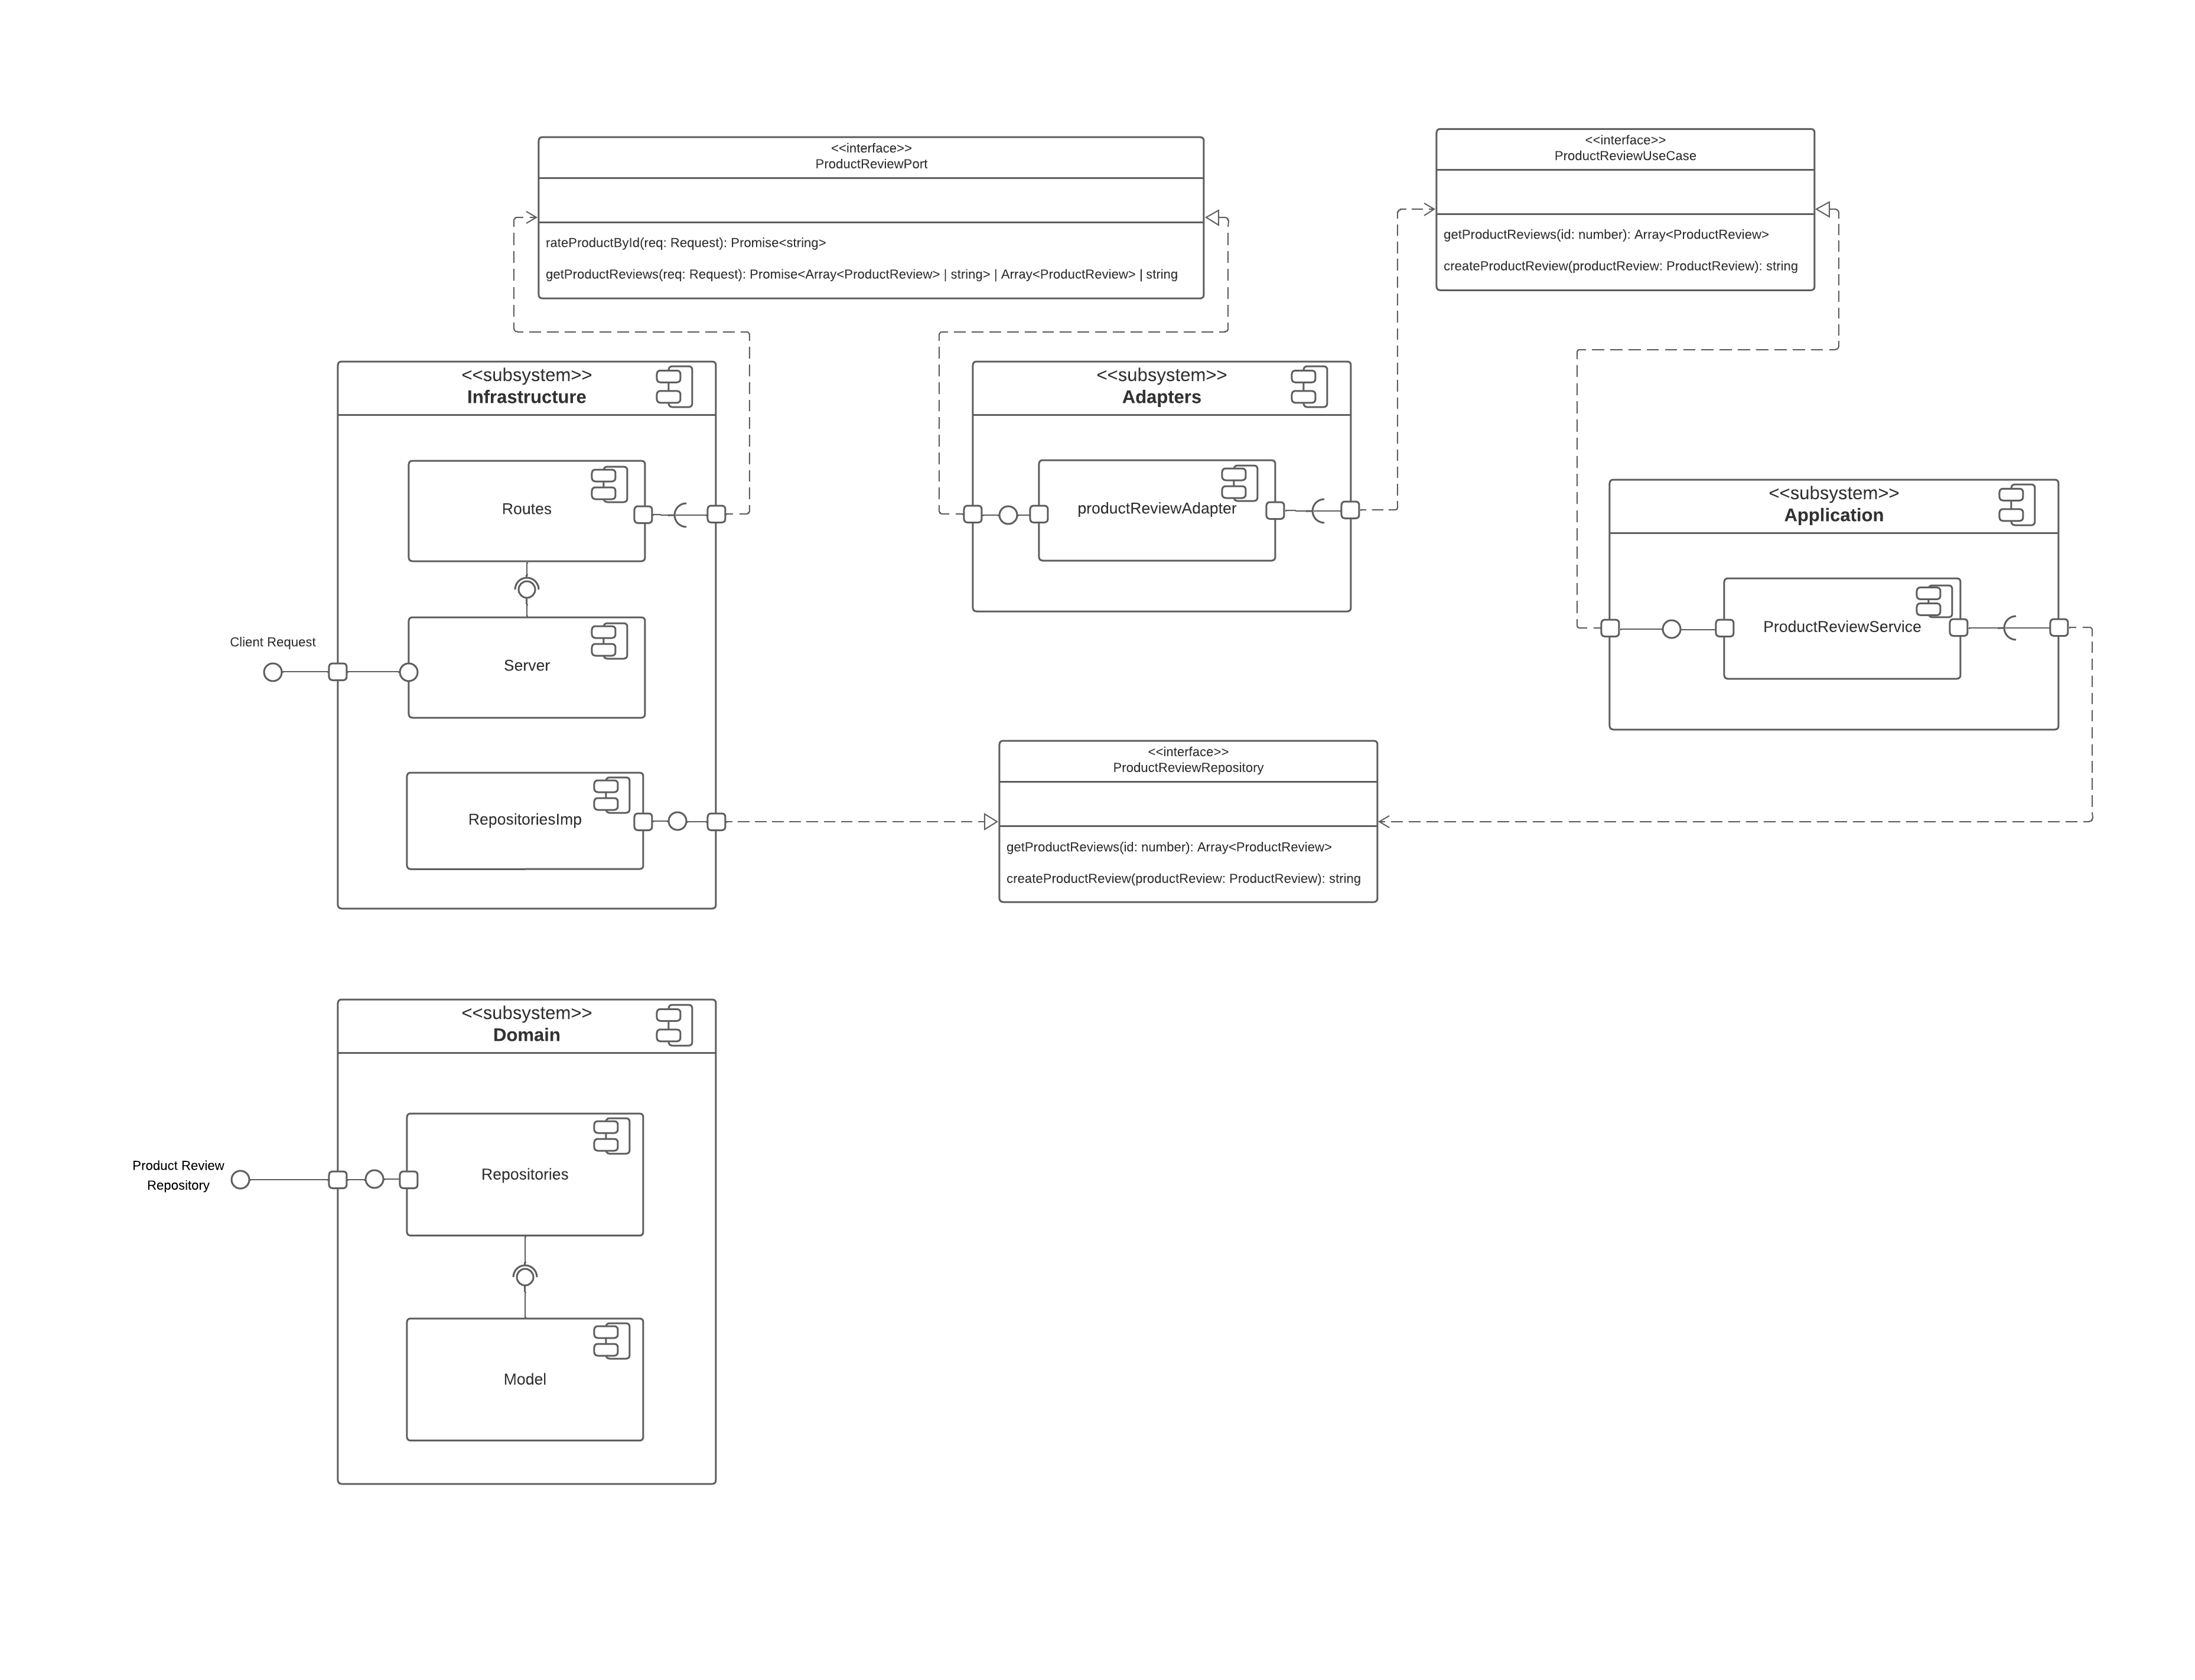 <<interface>>
ProductReviewPort
rateProductById(req: Request): Promise<string>
getProductReviews(req: Request): Promise<Array<ProductReview> | string> | Array<ProductReview> | string
<<interface>>
ProductReviewUseCase
getProductReviews(id: number): Array<ProductReview>
createProductReview(productReview: ProductReview): string
<<subsystem>>
Infrastructure
Routes
Client Request
Server
RepositoriesImp
<<subsystem>>
Adapters
productReviewAdapter
<<subsystem>>
Application
ProductReviewService
<<interface>>
ProductReviewRepository
getProductReviews(id: number): Array<ProductReview>
createProductReview(productReview: ProductReview): string
<<subsystem>>
Domain
Product Review
Repository
Repositories
Model